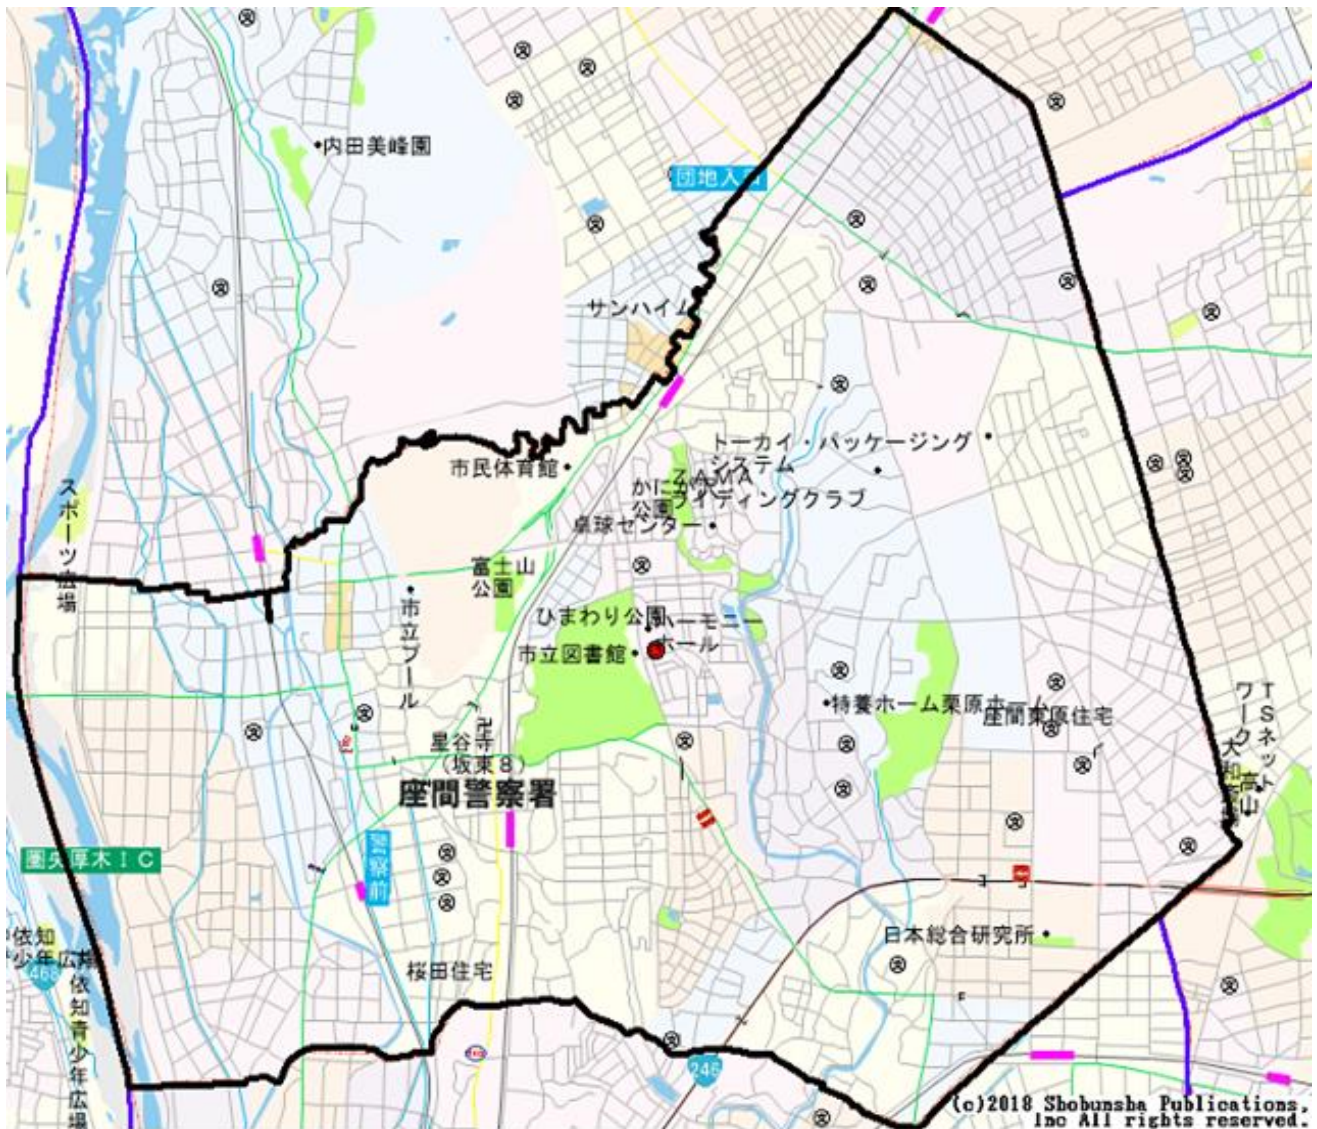 内田美峰園
団地入口
サンハイム
トーカイ・パッケージング
システム
市民体育館
ZAMA
ライディングクラブ
かにが沢
公園
卓球センター
スポーツ広場
富士山
公園
市立プール
ひまわり公園
ハーモニー
ホール
市立図書館
特養ホーム栗原ホーム
座間東原住宅
TSネット
ワーク
大和
高山
星谷寺
(坂東8)
座間警察署
警察前
圏央厚木IC
依知
少年広場
468
依知青少年広場
桜田住宅
日本総合研究所
246
(c)2018 Shobunsha Publications,
Inc All rights reserved.